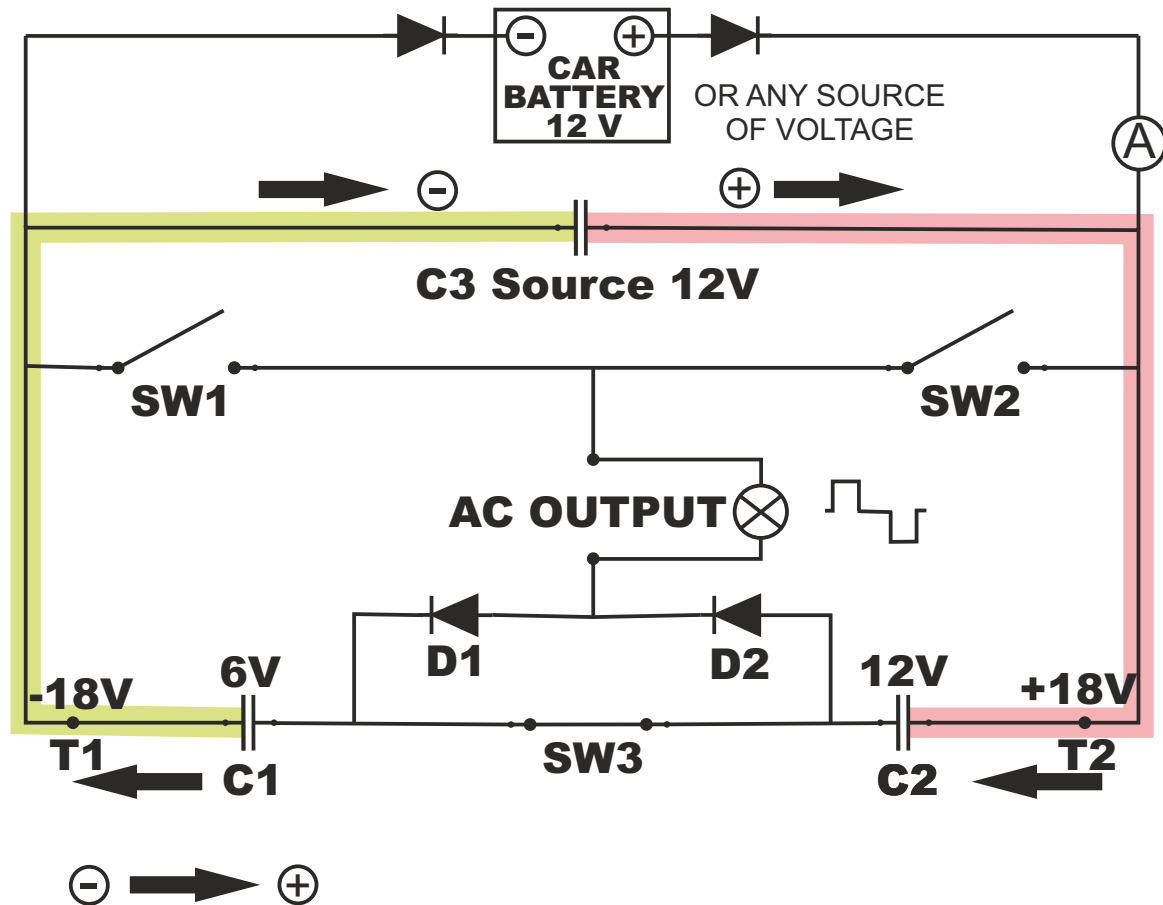 - +
CAR
BATTERY
12 V
OR ANY SOURCE
OF VOLTAGE
A
- +
C3 Source 12V
SW1
SW2
AC OUTPUT
D1
D2
6V
12V
-18V
+18V
T1
C1
SW3
C2
T2
- +